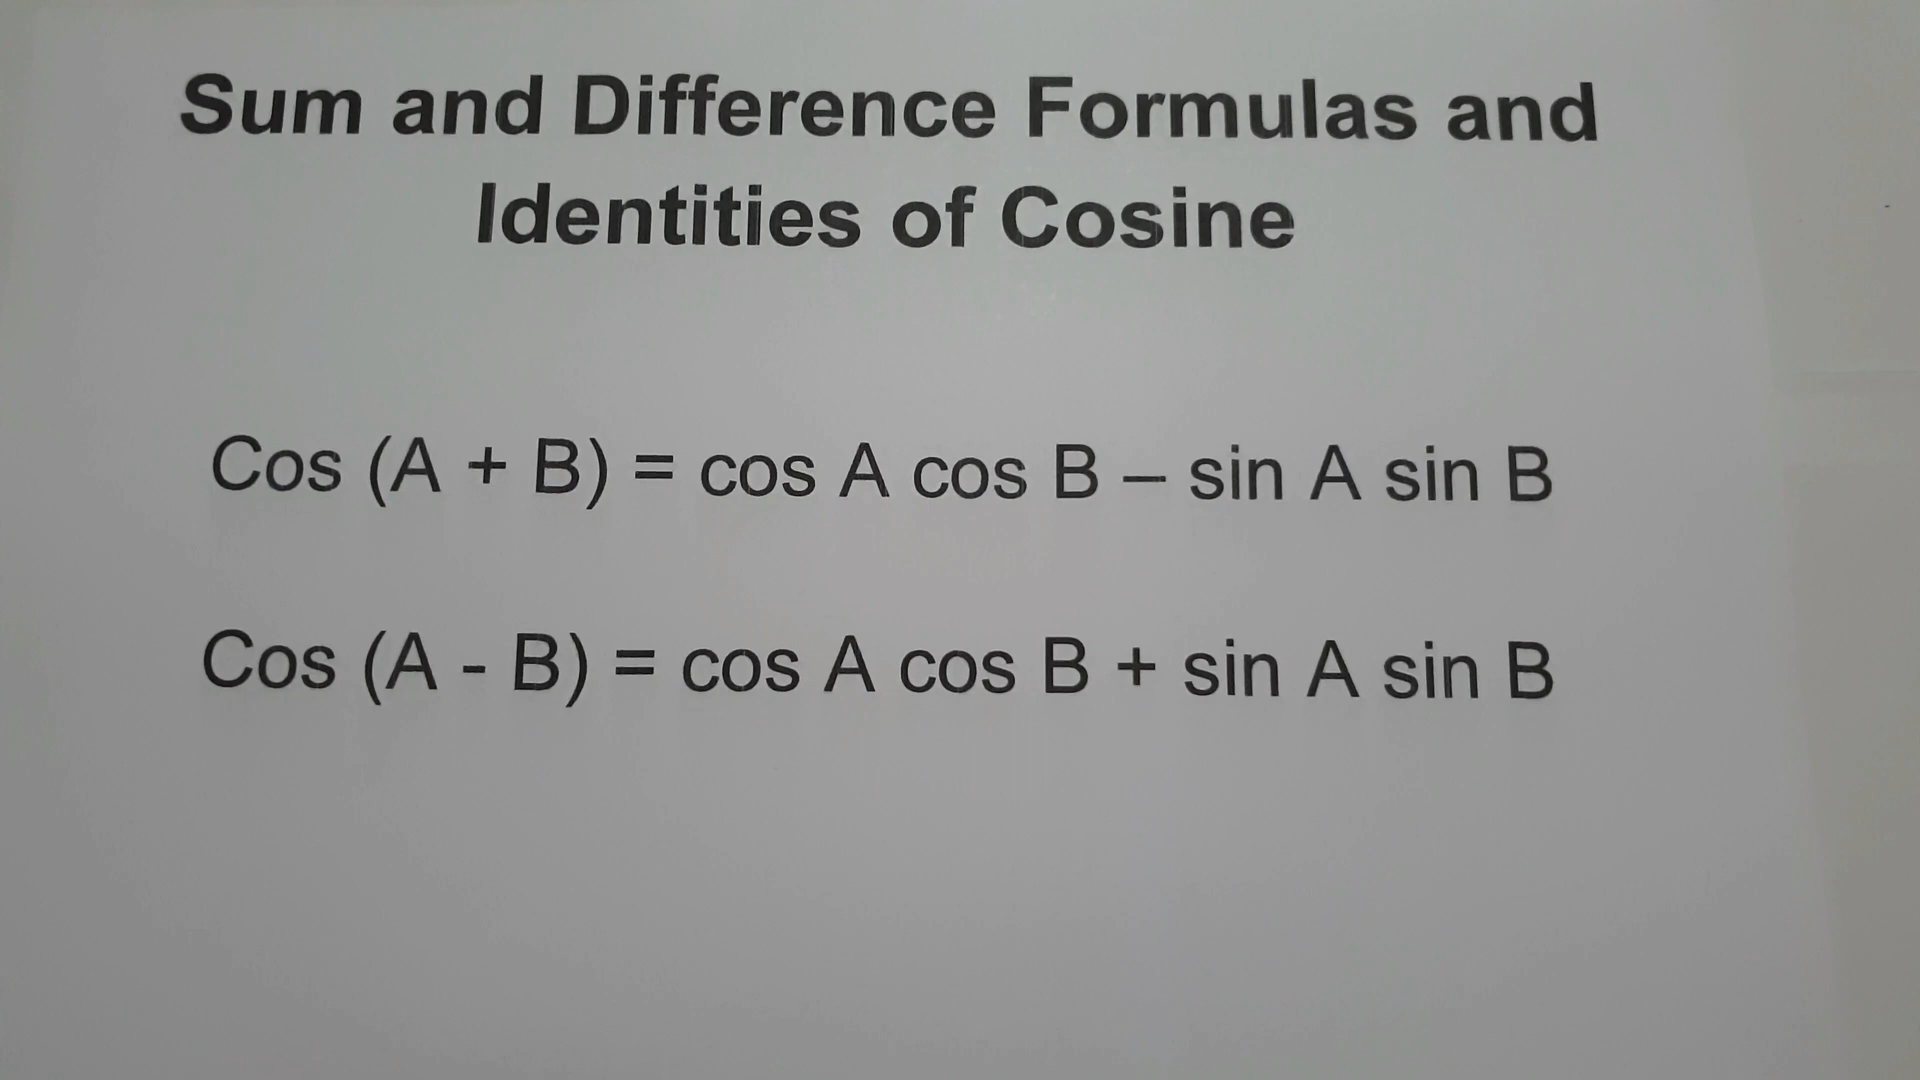 Sum and Difference Formulas and
Identities of Cosine
Cos (A + B) = cos A cos B – sin A sin B
Cos (A - B) = cos A cos B + sin A sin B